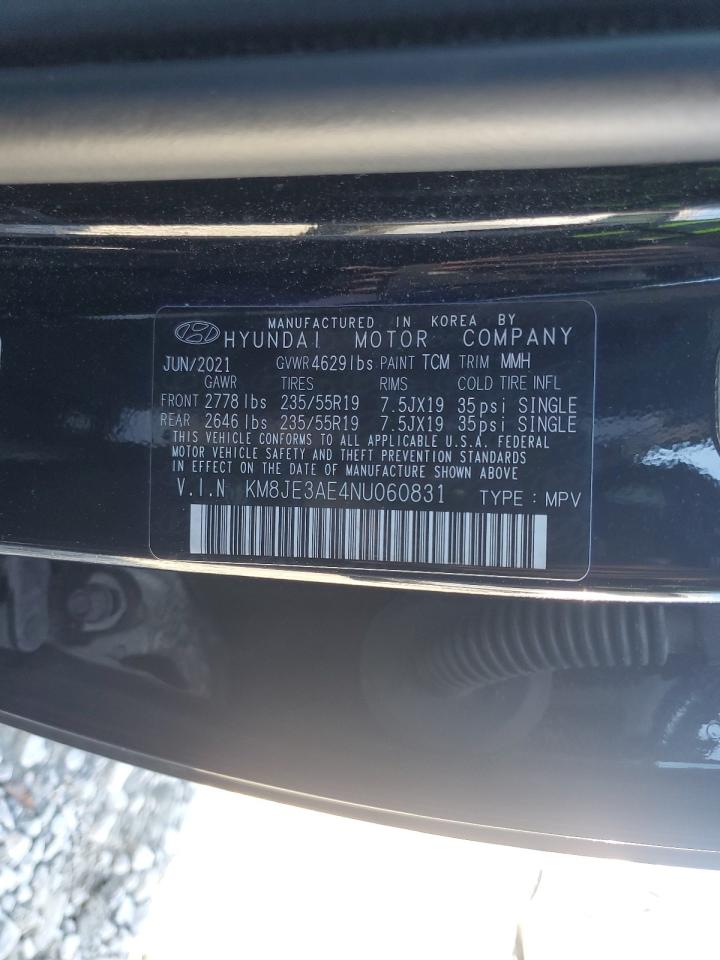 MANUFACTURED IN KOREA BY
HYUNDAI MOTOR COMPANY
JUN/2021 GVWR 4629lbs PAINT TCM TRIM MMH
GAWR TIRES RIMS COLD TIRE INFL
FRONT 2778 lbs 235/55R19 7.5JX19 35psi SINGLE
REAR 2646 lbs 235/55R19 7.5JX19 35psi SINGLE
THIS VEHICLE CONFORMS TO ALL APPLICABLE U.S.A. FEDERAL
MOTOR VEHICLE SAFETY AND THEFT PREVENTION STANDARDS
IN EFFECT ON THE DATE OF MANUFACTURE SHOWN ABOVE
V.I.N KM8JE3AE4NU060831 TYPE : MPV